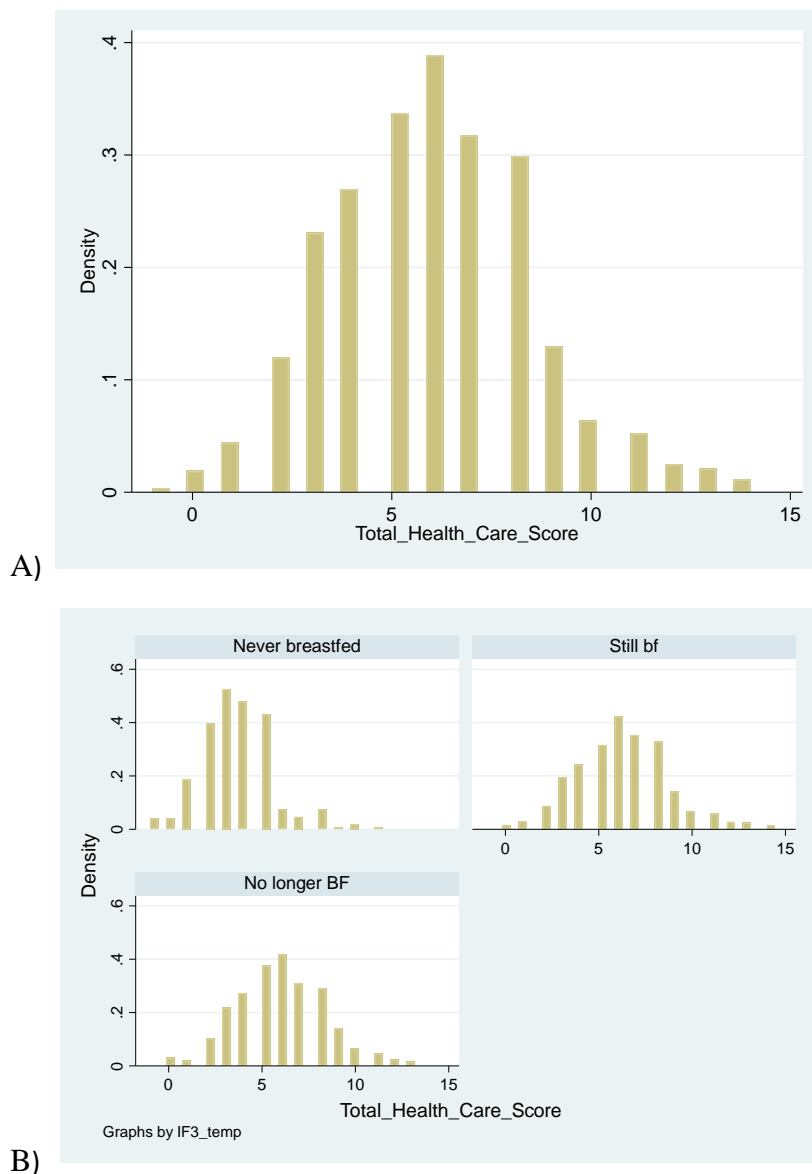 .4
.3
.2
.1
0
Density
0 5 10 15
Total_Health_Care_Score
A)
Never breastfed Still bf
.6
.4
.2
0
0 5 10 15
No longer BF
.6
.4
.2
0
0 5 10 15
Density
Total_Health_Care_Score
Graphs by IF3_temp
B)